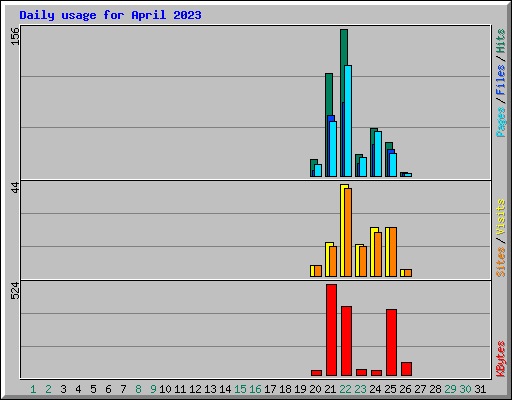 Daily usage for April 2023
156
44
524
Pages / Files / Hits
Sites / Visits
KBytes
1 2 3 4 5 6 7 8 9 10 11 12 13 14 15 16 17 18 19 20 21 22 23 24 25 26 27 28 29 30 31